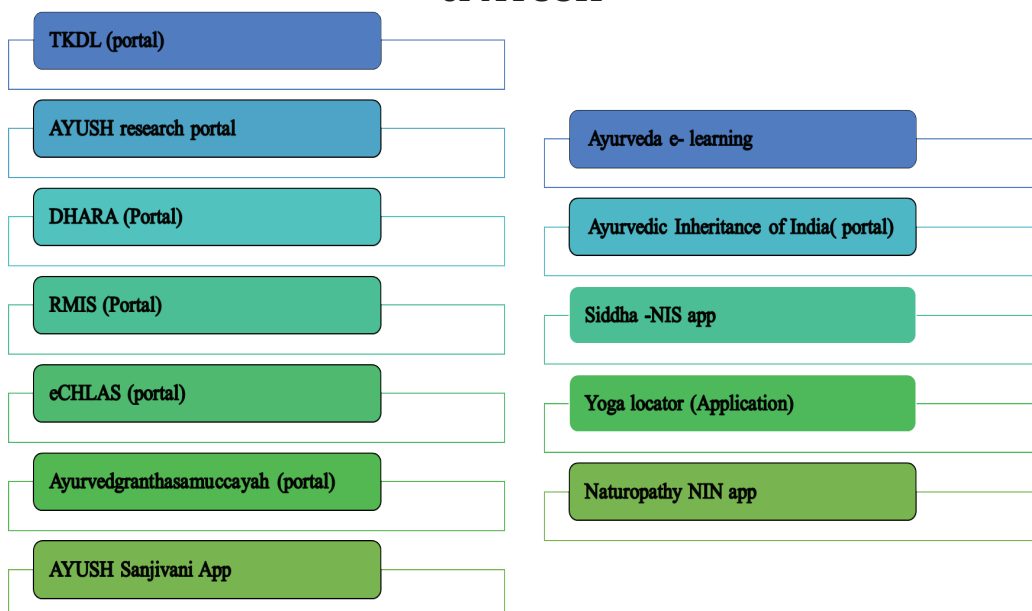 TKDL (portal)
AYUSH research portal
DHARA (Portal)
RMIS (Portal)
eCHLAS (portal)
Ayurvedgranthasamuccayah (portal)
AYUSH Sanjivani App
Ayurveda e- learning
Ayurvedic Inheritance of India( portal)
Siddha -NIS app
Yoga locator (Application)
Naturopathy NIN app